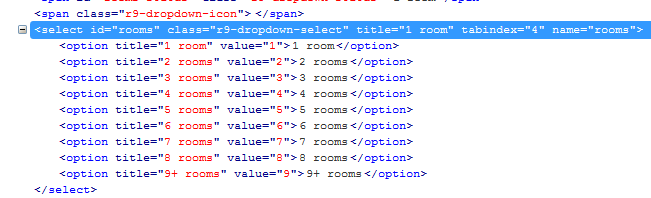 <span class="r9-dropdown-icon"></span>
<select id="rooms" class="r9-dropdown-select" title="1 room" tabindex="4" name="rooms">
<option title="1 room" value="1">1 room</option>
<option title="2 rooms" value="2">2 rooms</option>
<option title="3 rooms" value="3">3 rooms</option>
<option title="4 rooms" value="4">4 rooms</option>
<option title="5 rooms" value="5">5 rooms</option>
<option title="6 rooms" value="6">6 rooms</option>
<option title="7 rooms" value="7">7 rooms</option>
<option title="8 rooms" value="8">8 rooms</option>
<option title="9+ rooms" value="9">9+ rooms</option>
</select>